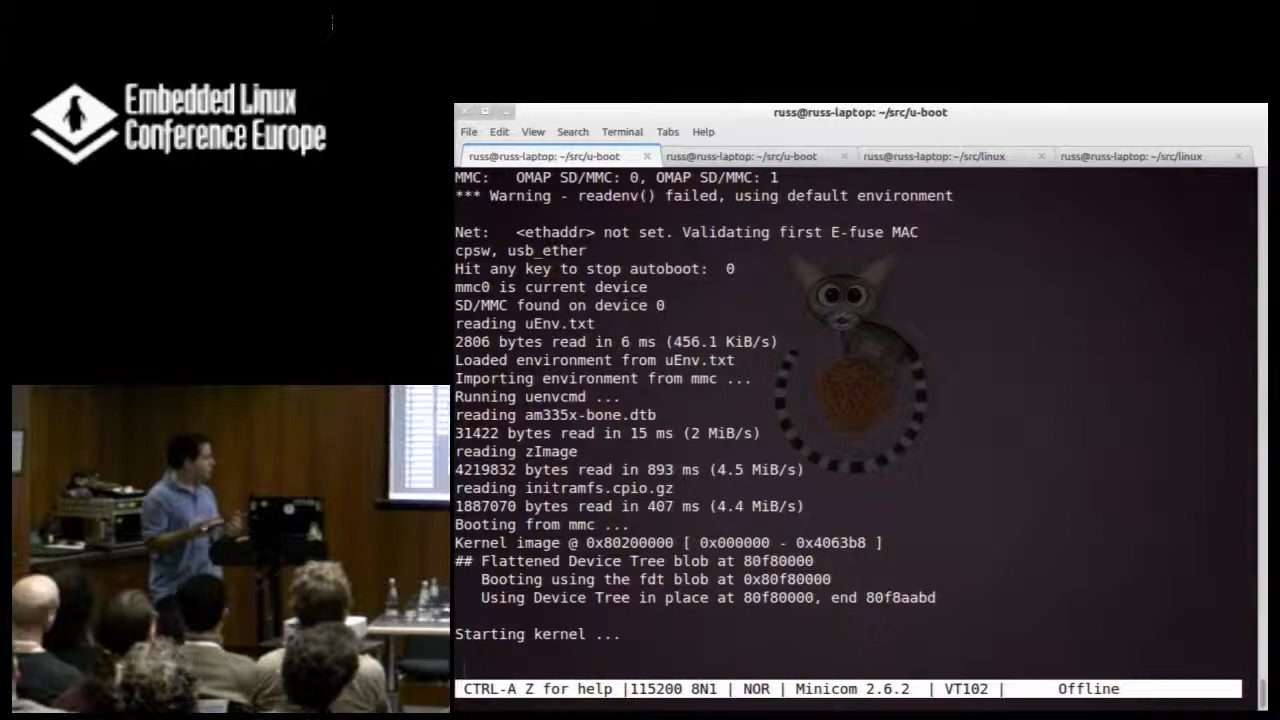 Embedded Linux
Conference Europe
russ@russ-laptop: ~/src/u-boot
File Edit View Search Terminal Tabs Help
russ@russ-laptop: ~/src/u-boot × russ@russ-laptop: ~/src/u-boot × russ@russ-laptop: ~/src/linux × russ@russ-laptop: ~/src/linux ×
MMC:   OMAP SD/MMC: 0, OMAP SD/MMC: 1
*** Warning - readenv() failed, using default environment
Net:   <ethaddr> not set. Validating first E-fuse MAC
cpsw, usb_ether
Hit any key to stop autoboot:  0
mmc0 is current device
SD/MMC found on device 0
reading uEnv.txt
2806 bytes read in 6 ms (456.1 KiB/s)
Loaded environment from uEnv.txt
Importing environment from mmc ...
Running uenvcmd ...
reading am335x-bone.dtb
31422 bytes read in 15 ms (2 MiB/s)
reading zImage
4219832 bytes read in 893 ms (4.5 MiB/s)
reading initramfs.cpio.gz
1887070 bytes read in 407 ms (4.4 MiB/s)
Booting from mmc ...
Kernel image @ 0x80200000 [ 0x000000 - 0x4063b8 ]
## Flattened Device Tree blob at 80f80000
   Booting using the fdt blob at 0x80f80000
   Using Device Tree in place at 80f80000, end 80f8aabd
Starting kernel ...
CTRL-A Z for help |115200 8N1 | NOR | Minicom 2.6.2  | VT102 |      Offline